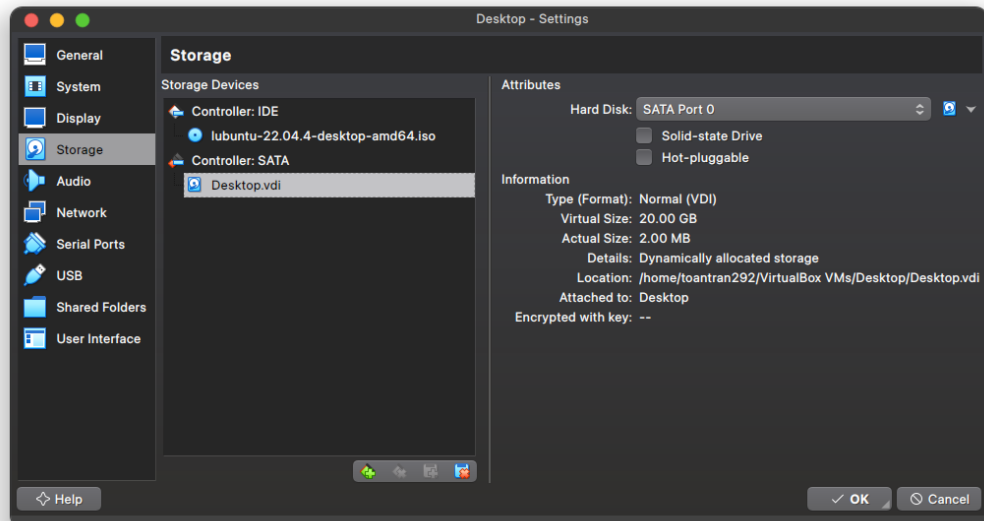 Desktop - Settings
General
System
Display
Storage
Audio
Network
Serial Ports
USB
Shared Folders
User Interface
Storage
Storage Devices
Controller: IDE
lubuntu-22.04.4-desktop-amd64.iso
Controller: SATA
Desktop.vdi
Attributes
Hard Disk: SATA Port 0
Solid-state Drive
Hot-pluggable
Information
Type (Format): Normal (VDI)
Virtual Size: 20.00 GB
Actual Size: 2.00 MB
Details: Dynamically allocated storage
Location: /home/toantran292/VirtualBox VMs/Desktop/Desktop.vdi
Attached to: Desktop
Encrypted with key: --
Help
OK
Cancel